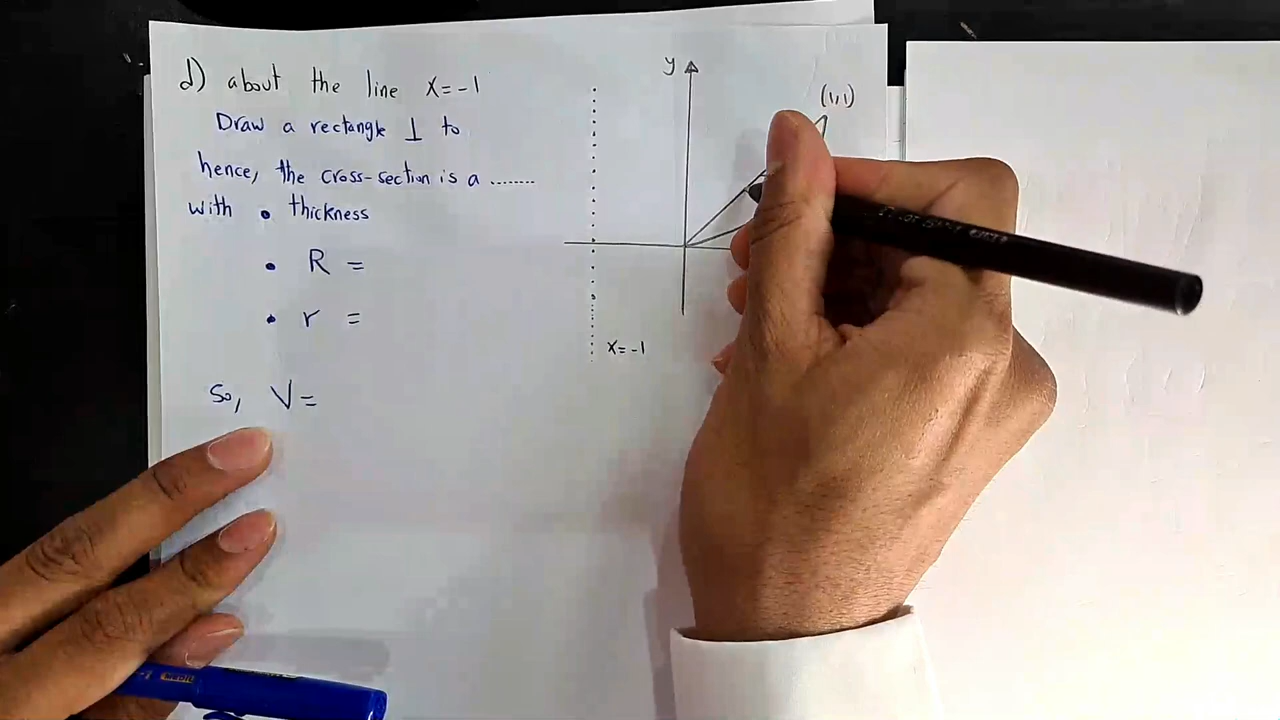 d) about the line x=-1
Draw a rectangle ⊥ to
hence, the cross-section is a ........
with • thickness
• R =
• r =
So, V=
y
(1,1)
x=-1